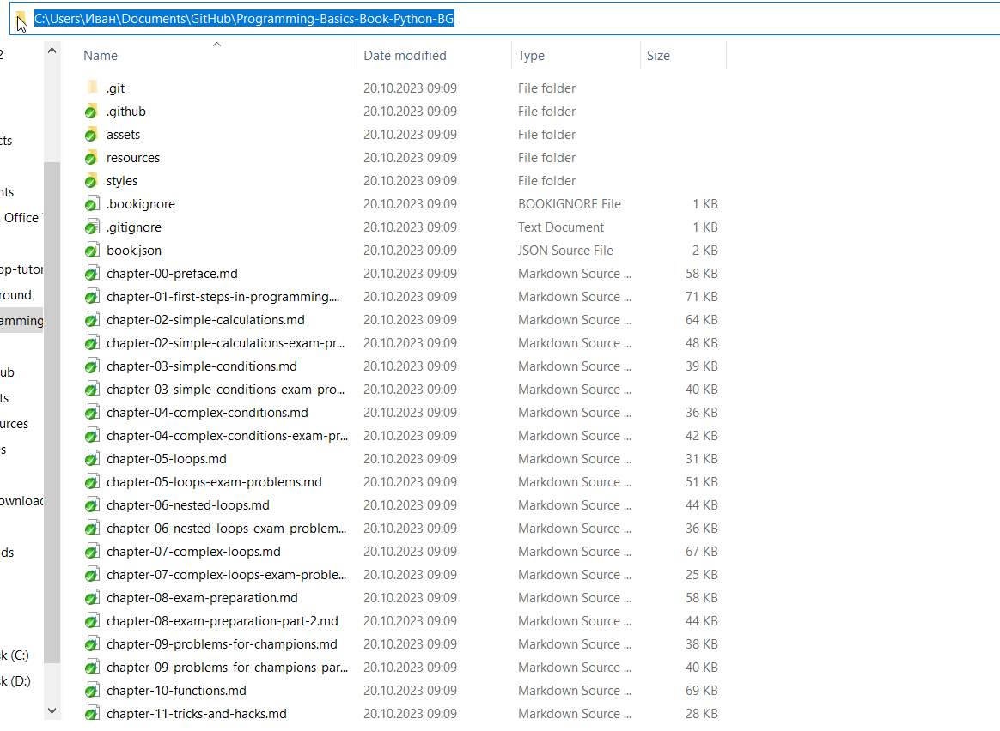 C:\Users\Иван\Documents\GitHub\Programming-Basics-Book-Python-BG
2
cts
nts
Office
op-tutor
round
amming
ub
ts
urces
s
ownload
ds
k (C:)
k (D:)
Name Date modified Type Size
.git 20.10.2023 09:09 File folder
.github 20.10.2023 09:09 File folder
assets 20.10.2023 09:09 File folder
resources 20.10.2023 09:09 File folder
styles 20.10.2023 09:09 File folder
.bookignore 20.10.2023 09:09 BOOKIGNORE File 1 KB
.gitignore 20.10.2023 09:09 Text Document 1 KB
book.json 20.10.2023 09:09 JSON Source File 2 KB
chapter-00-preface.md 20.10.2023 09:09 Markdown Source ... 58 KB
chapter-01-first-steps-in-programming.... 20.10.2023 09:09 Markdown Source ... 71 KB
chapter-02-simple-calculations.md 20.10.2023 09:09 Markdown Source ... 64 KB
chapter-02-simple-calculations-exam-pr... 20.10.2023 09:09 Markdown Source ... 48 KB
chapter-03-simple-conditions.md 20.10.2023 09:09 Markdown Source ... 39 KB
chapter-03-simple-conditions-exam-pro... 20.10.2023 09:09 Markdown Source ... 40 KB
chapter-04-complex-conditions.md 20.10.2023 09:09 Markdown Source ... 36 KB
chapter-04-complex-conditions-exam-pr... 20.10.2023 09:09 Markdown Source ... 42 KB
chapter-05-loops.md 20.10.2023 09:09 Markdown Source ... 31 KB
chapter-05-loops-exam-problems.md 20.10.2023 09:09 Markdown Source ... 51 KB
chapter-06-nested-loops.md 20.10.2023 09:09 Markdown Source ... 44 KB
chapter-06-nested-loops-exam-problem... 20.10.2023 09:09 Markdown Source ... 36 KB
chapter-07-complex-loops.md 20.10.2023 09:09 Markdown Source ... 67 KB
chapter-07-complex-loops-exam-proble... 20.10.2023 09:09 Markdown Source ... 25 KB
chapter-08-exam-preparation.md 20.10.2023 09:09 Markdown Source ... 58 KB
chapter-08-exam-preparation-part-2.md 20.10.2023 09:09 Markdown Source ... 44 KB
chapter-09-problems-for-champions.md 20.10.2023 09:09 Markdown Source ... 38 KB
chapter-09-problems-for-champions-par... 20.10.2023 09:09 Markdown Source ... 40 KB
chapter-10-functions.md 20.10.2023 09:09 Markdown Source ... 69 KB
chapter-11-tricks-and-hacks.md 20.10.2023 09:09 Markdown Source ... 28 KB